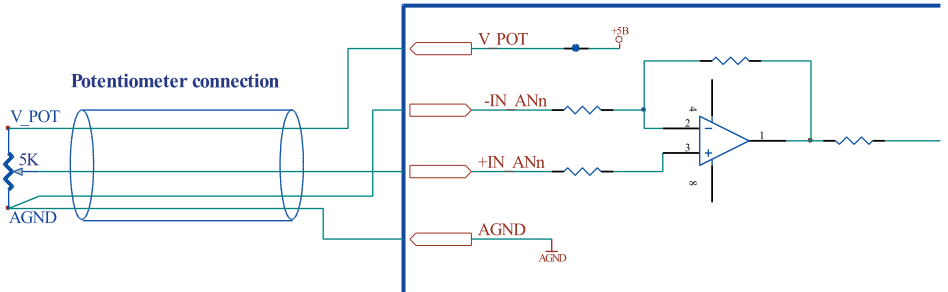 V_POT
+5B
Potentiometer connection
V_POT
-IN_ANn
4
2
1
5K
+IN_ANn
3
8
AGND
AGND
AGND